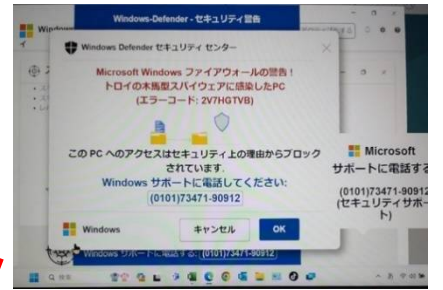 Windows-Defender - セキュリティ警告
Windows Defender セキュリティ センター
Microsoft Windows ファイアウォールの警告！
トロイの木馬型スパイウェアに感染したPC
(エラーコード: 2V7HGTVB)
この PC へのアクセスはセキュリティ上の理由からブロック
されています.
Windows サポートに電話してください:
(0101)73471-90912
Windows
キャンセル
OK
Microsoft
サポートに電話する
(0101)73471-90912
(セキュリティサポー
ト)
Windows サポートに電話する: (0101)73471-90912